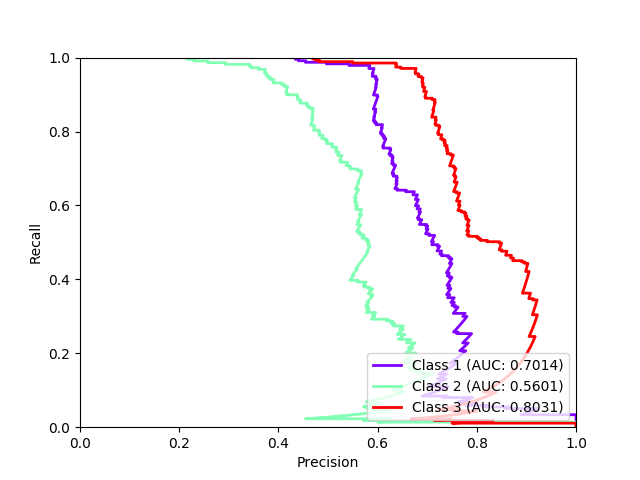 1.0
0.8
0.6
0.4
0.2
0.0
Recall
Class 1 (AUC: 0.7014)
Class 2 (AUC: 0.5601)
Class 3 (AUC: 0.8031)
0.0 0.2 0.4 0.6 0.8 1.0
Precision